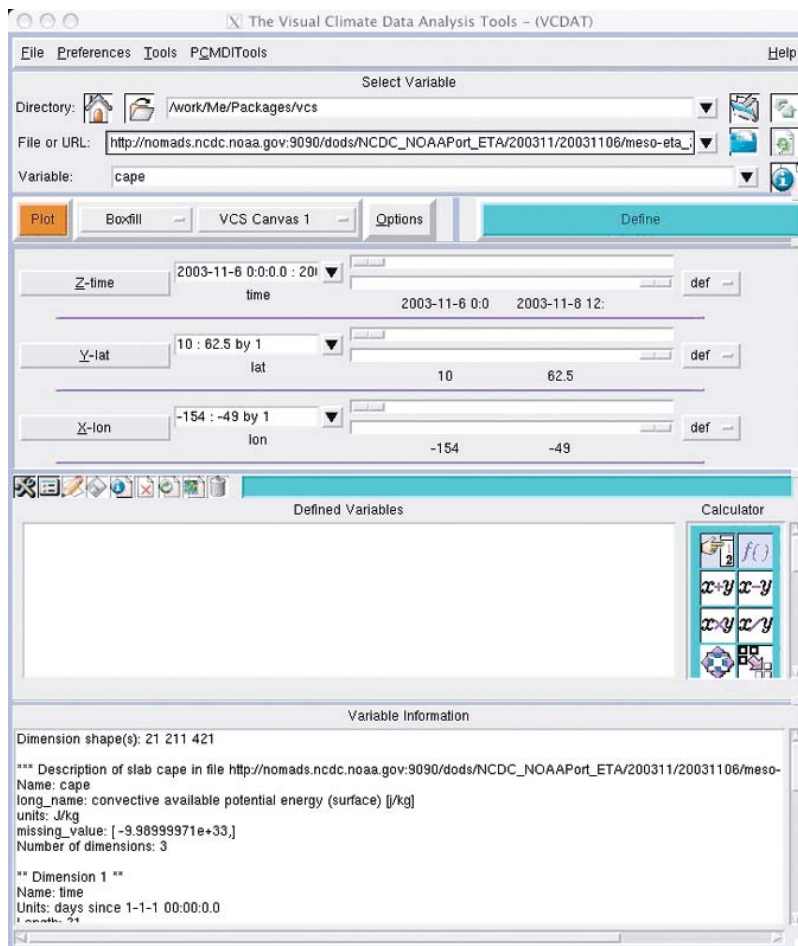 The Visual Climate Data Analysis Tools - (VCDAT)
File Preferences Tools PCMDITools Help
Select Variable
Directory: /work/Me/Packages/vcs
File or URL: http://nomads.ncdc.noaa.gov:9090/dods/NCDC_NOAAPort_ETA/200311/20031106/meso-eta_
Variable: cape
Plot Boxfill VCS Canvas 1 Options Define
Z-time 2003-11-6 0:0:0.0 : 20 def
time
2003-11-6 0:0 2003-11-8 12:
Y-lat 10 : 62.5 by 1 def
lat
10 62.5
X-lon -154 : -49 by 1 def
lon
-154 -49
Defined Variables Calculator
2 f()
x+y x-y
x×y x/y
Variable Information
Dimension shape(s): 21 211 421
*** Description of slab cape in file http://nomads.ncdc.noaa.gov:9090/dods/NCDC_NOAAPort_ETA/200311/20031106/meso-
Name: cape
long_name: convective available potential energy (surface) [j/kg]
units: J/kg
missing_value: [ -9.98999971e+33,]
Number of dimensions: 3
** Dimension 1 **
Name: time
Units: days since 1-1-1 00:00:0.0
Length: 21